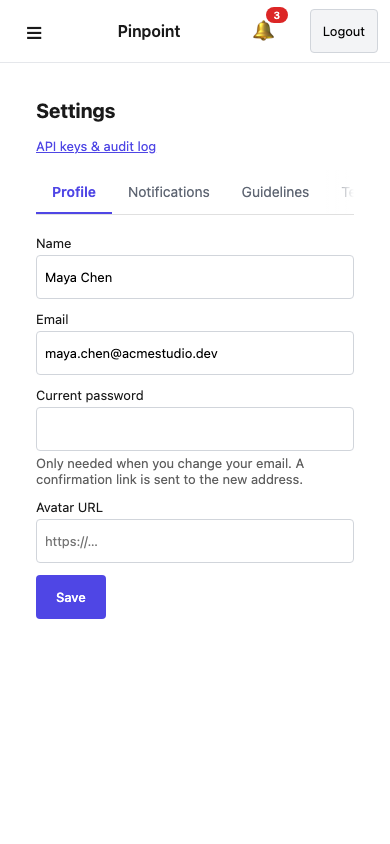 Pinpoint
3
Logout
Settings
API keys & audit log
Profile
Notifications
Guidelines
Name
Maya Chen
Email
maya.chen@acmestudio.dev
Current password
Only needed when you change your email. A
confirmation link is sent to the new address.
Avatar URL
https://...
Save